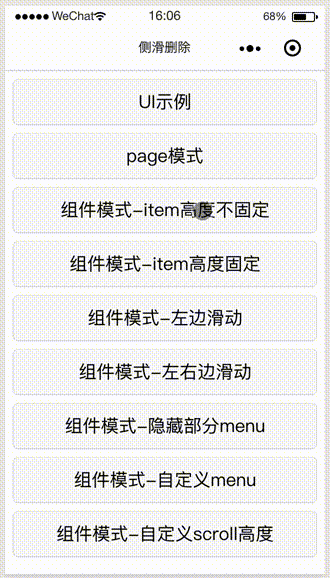 WeChat 16:06 68%
侧滑删除
UI示例
page模式
组件模式-item高度不固定
组件模式-item高度固定
组件模式-左边滑动
组件模式-左右边滑动
组件模式-隐藏部分menu
组件模式-自定义menu
组件模式-自定义scroll高度